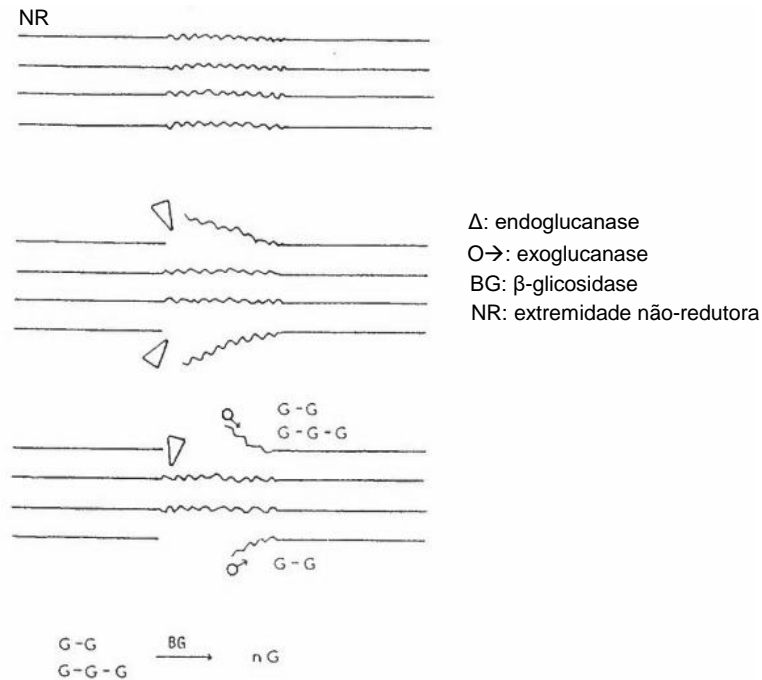 NR
Δ: endoglucanase
O→: exoglucanase
BG: β-glicosidase
NR: extremidade não-redutora
G-G
G-G-G
G-G
G-G
G-G-G
BG
nG